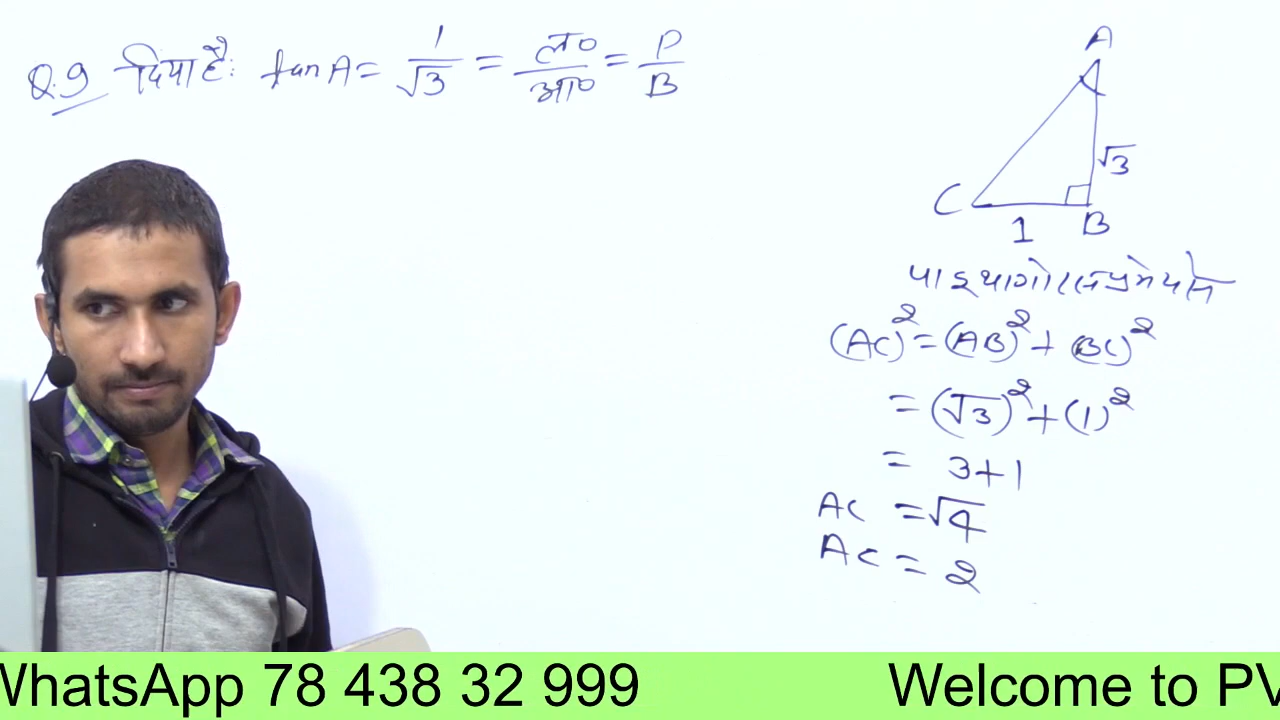 Q.9 दिया है: tan A = 1/√3 = ल०/आ० = P/B
A
√3
C
B
1
पाइथागोरस प्रमेय से
(AC)² = (AB)² + (BC)²
= (√3)² + (1)²
= 3+1
AC = √4
AC = 2
WhatsApp 78 438 32 999
Welcome to PV